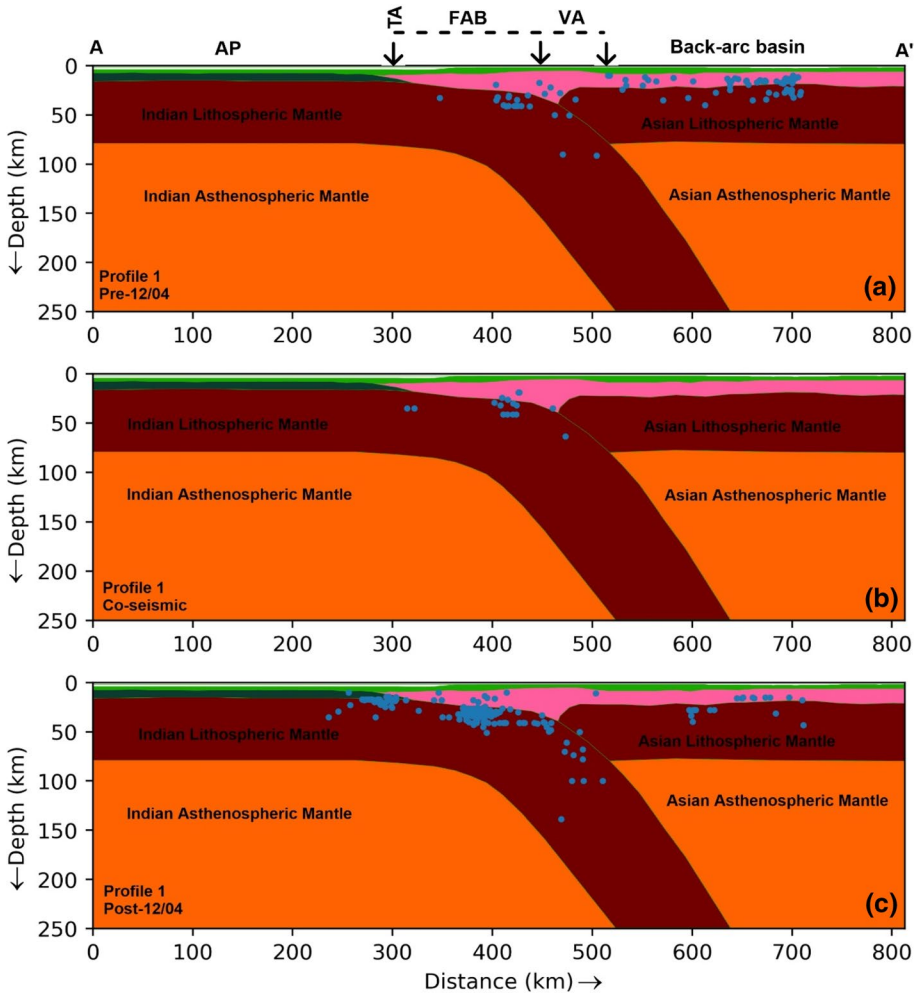 TA
FAB
VA
A
AP
Back-arc basin
A'
0
50
100
150
200
250
←Depth (km)
Indian Lithospheric Mantle
Asian Lithospheric Mantle
Indian Asthenospheric Mantle
Asian Asthenospheric Mantle
Profile 1
Pre-12/04
(a)
0 100 200 300 400 500 600 700 800
0
50
100
150
200
250
←Depth (km)
Indian Lithospheric Mantle
Asian Lithospheric Mantle
Indian Asthenospheric Mantle
Asian Asthenospheric Mantle
Profile 1
Co-seismic
(b)
0 100 200 300 400 500 600 700 800
0
50
100
150
200
250
←Depth (km)
Indian Lithospheric Mantle
Asian Lithospheric Mantle
Indian Asthenospheric Mantle
Asian Asthenospheric Mantle
Profile 1
Post-12/04
(c)
0 100 200 300 400 500 600 700 800
Distance (km)→